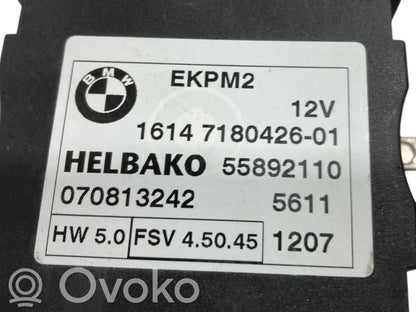 BMW
EKPM2
12V
1614 7180426-01
HELBAKO 55892110
070813242 5611
HW 5.0 FSV 4.50.45 1207
Ovoko